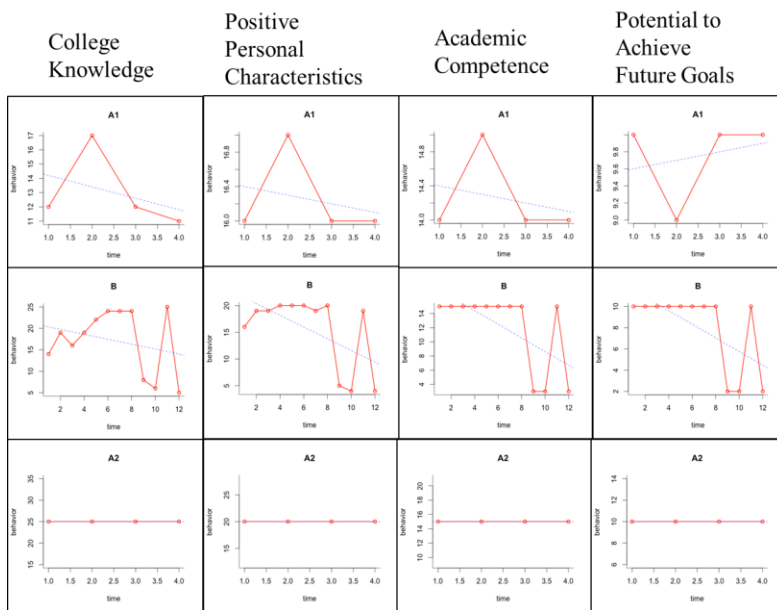 College
Knowledge
Positive
Personal
Characteristics
Academic
Competence
Potential to
Achieve
Future Goals
A1
behavior
17
16
15
14
13
12
11
1.0 1.5 2.0 2.5 3.0 3.5 4.0
time
A1
behavior
16.8
16.4
16.0
1.0 1.5 2.0 2.5 3.0 3.5 4.0
time
A1
behavior
14.8
14.4
14.0
1.0 1.5 2.0 2.5 3.0 3.5 4.0
time
A1
behavior
9.8
9.6
9.4
9.2
9.0
1.0 1.5 2.0 2.5 3.0 3.5 4.0
time
B
behavior
25
20
15
10
5
2 4 6 8 10 12
time
B
behavior
20
15
10
5
2 4 6 8 10 12
time
B
behavior
14
10
8
6
4
2 4 6 8 10 12
time
B
behavior
10
8
6
4
2
2 4 6 8 10 12
time
A2
behavior
35
30
25
20
15
1.0 1.5 2.0 2.5 3.0 3.5 4.0
time
A2
behavior
25
20
15
1.0 1.5 2.0 2.5 3.0 3.5 4.0
time
A2
behavior
20
18
16
14
12
10
1.0 1.5 2.0 2.5 3.0 3.5 4.0
time
A2
behavior
14
12
10
8
6
1.0 1.5 2.0 2.5 3.0 3.5 4.0
time